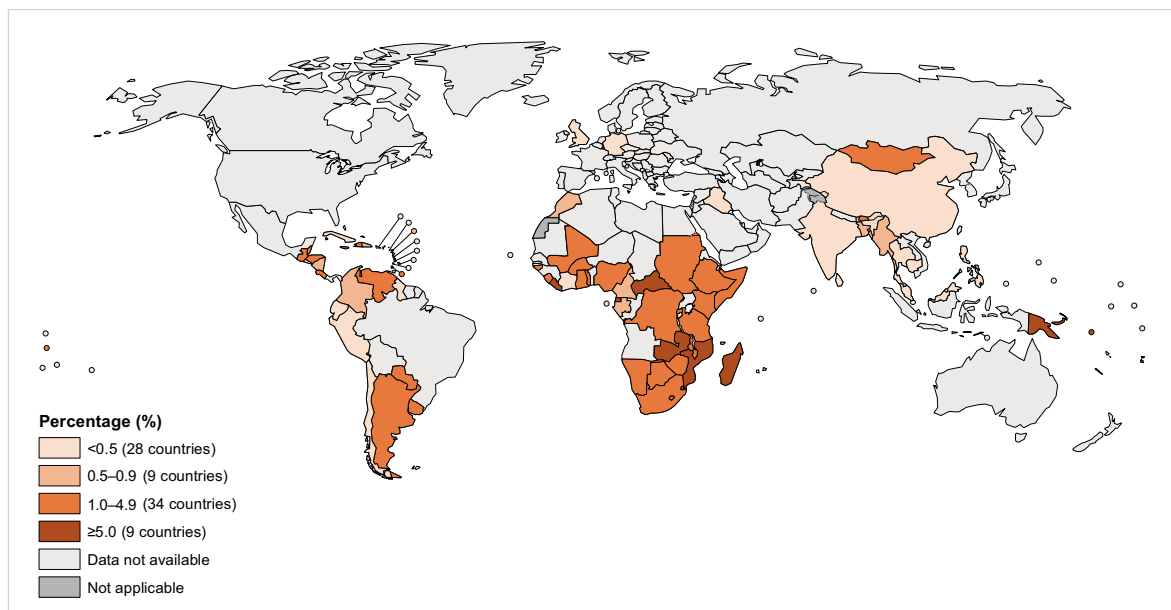 Percentage (%)
<0.5 (28 countries)
0.5–0.9 (9 countries)
1.0–4.9 (34 countries)
≥5.0 (9 countries)
Data not available
Not applicable